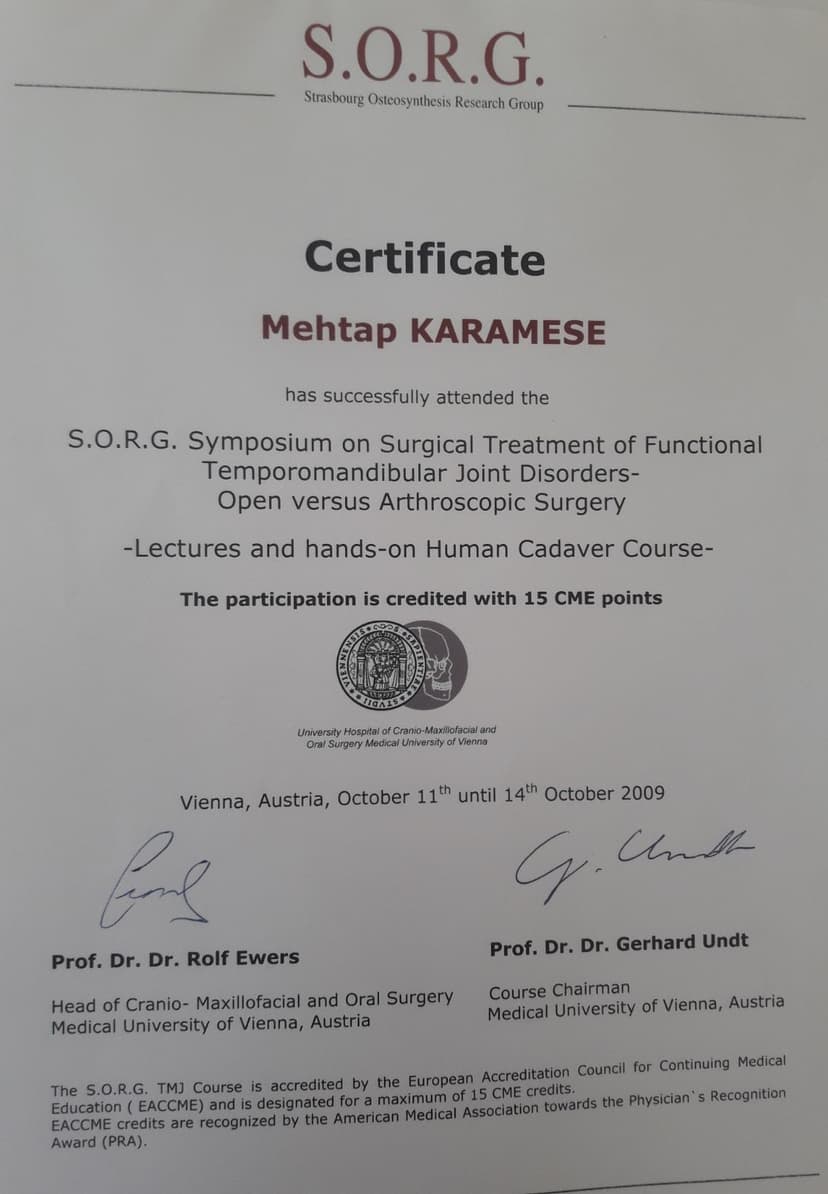 S.O.R.G.
Strasbourg Osteosynthesis Research Group
Certificate
Mehtap KARAMESE
has successfully attended the
S.O.R.G. Symposium on Surgical Treatment of Functional
Temporomandibular Joint Disorders-
Open versus Arthroscopic Surgery
-Lectures and hands-on Human Cadaver Course-
The participation is credited with 15 CME points
University Hospital of Cranio-Maxillofacial and
Oral Surgery Medical University of Vienna
Vienna, Austria, October 11th until 14th October 2009
G. Undt
Prof. Dr. Dr. Rolf Ewers
Head of Cranio- Maxillofacial and Oral Surgery
Medical University of Vienna, Austria
Prof. Dr. Dr. Gerhard Undt
Course Chairman
Medical University of Vienna, Austria
The S.O.R.G. TMJ Course is accredited by the European Accreditation Council for Continuing Medical
Education ( EACCME) and is designated for a maximum of 15 CME credits.
EACCME credits are recognized by the American Medical Association towards the Physician`s Recognition
Award (PRA).